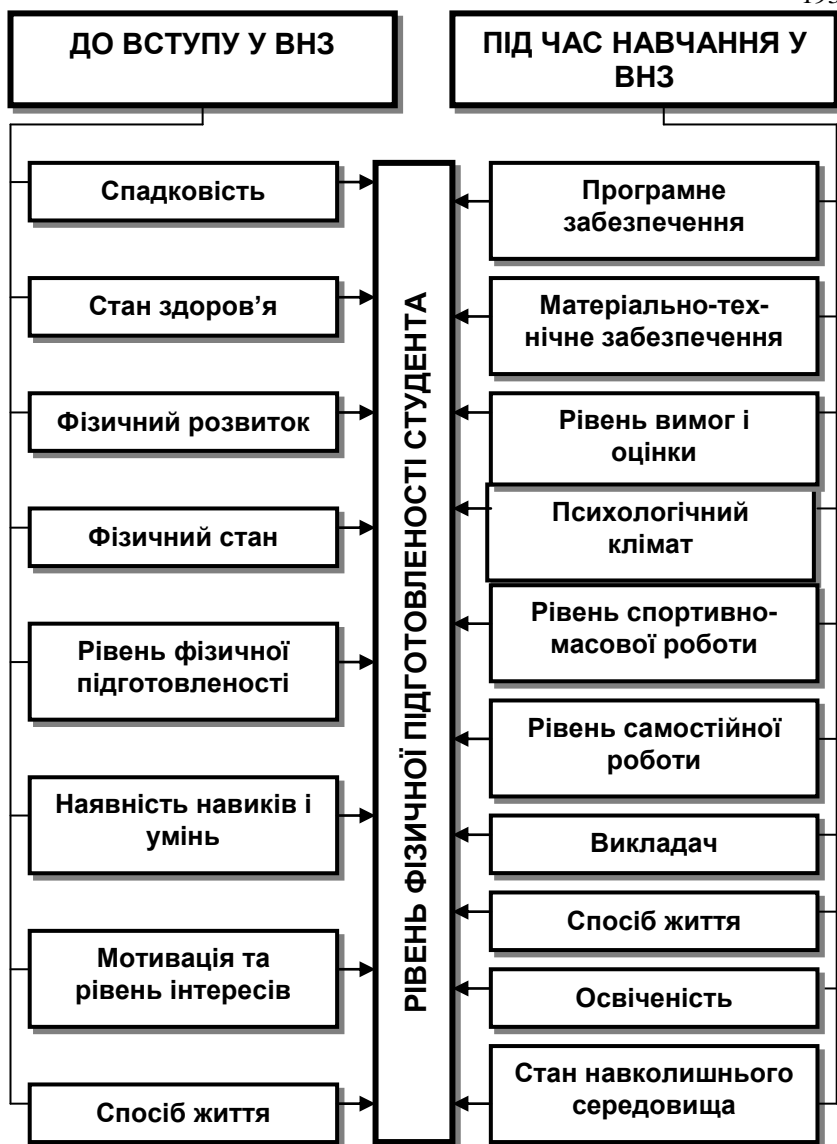 ДО ВСТУПУ У ВНЗ
ПІД ЧАС НАВЧАННЯ У
ВНЗ
Спадковість
Стан здоров’я
Фізичний розвиток
Фізичний стан
Рівень фізичної
підготовленості
Наявність навиків і
умінь
Мотивація та
рівень інтересів
Спосіб життя
РІВЕНЬ ФІЗИЧНОЇ ПІДГОТОВЛЕНОСТІ СТУДЕНТА
Програмне
забезпечення
Матеріально-тех-
нічне забезпечення
Рівень вимог і
оцінки
Психологічний
клімат
Рівень спортивно-
масової роботи
Рівень самостійної
роботи
Викладач
Спосіб життя
Освіченість
Стан навколишнього
середовища